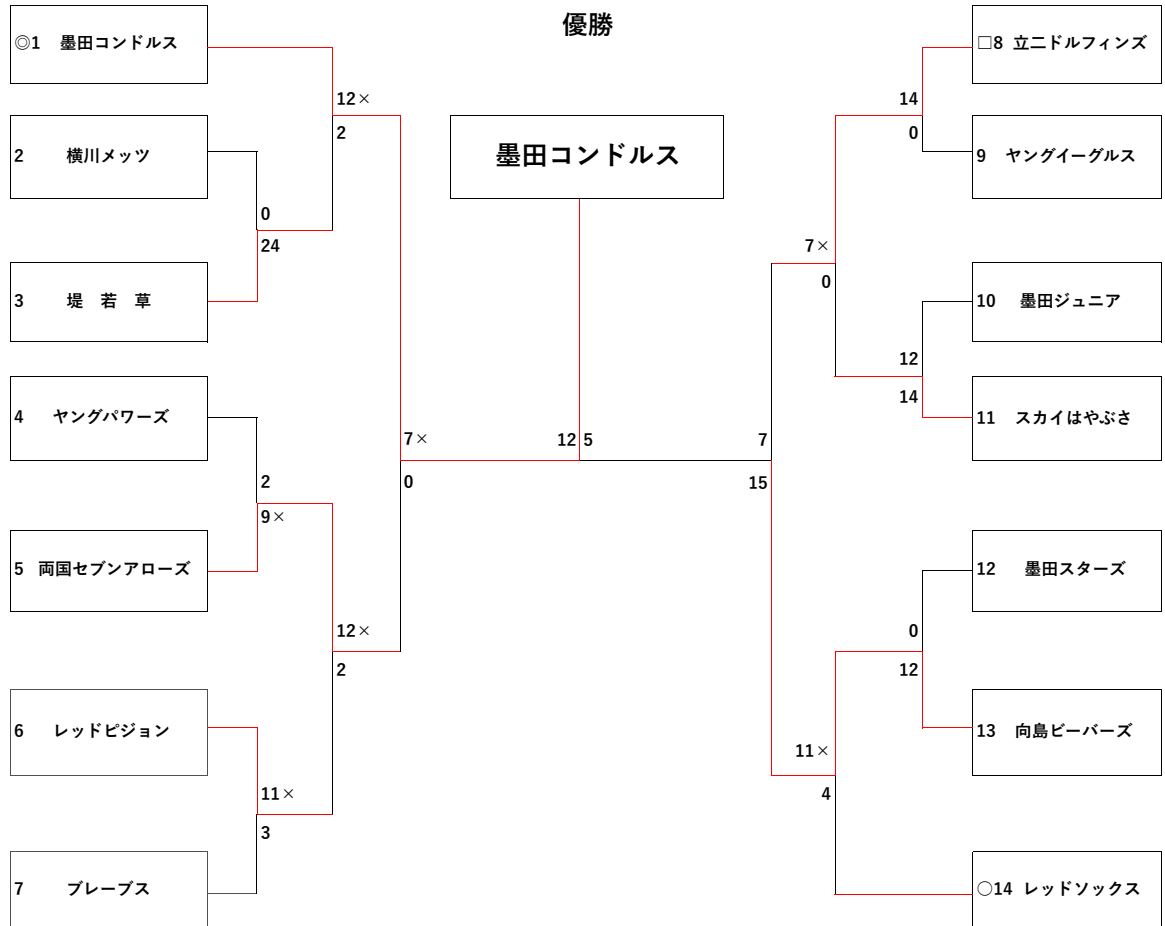 優勝
◎1 墨田コンドルス
□8 立二ドルフィンズ
12×
14
2
0
2 横川メッツ
墨田コンドルス
9 ヤングイーグルス
0
24
7×
0
3 堤 若 草
10 墨田ジュニア
12
14
4 ヤングパワーズ
11 スカイはやぶさ
7×
12
5
7
0
15
2
9×
5 両国セブンアローズ
12 墨田スターズ
12×
0
2
12
6 レッドピジョン
13 向島ビーバーズ
11×
11×
3
4
7 ブレーブス
○14 レッドソックス